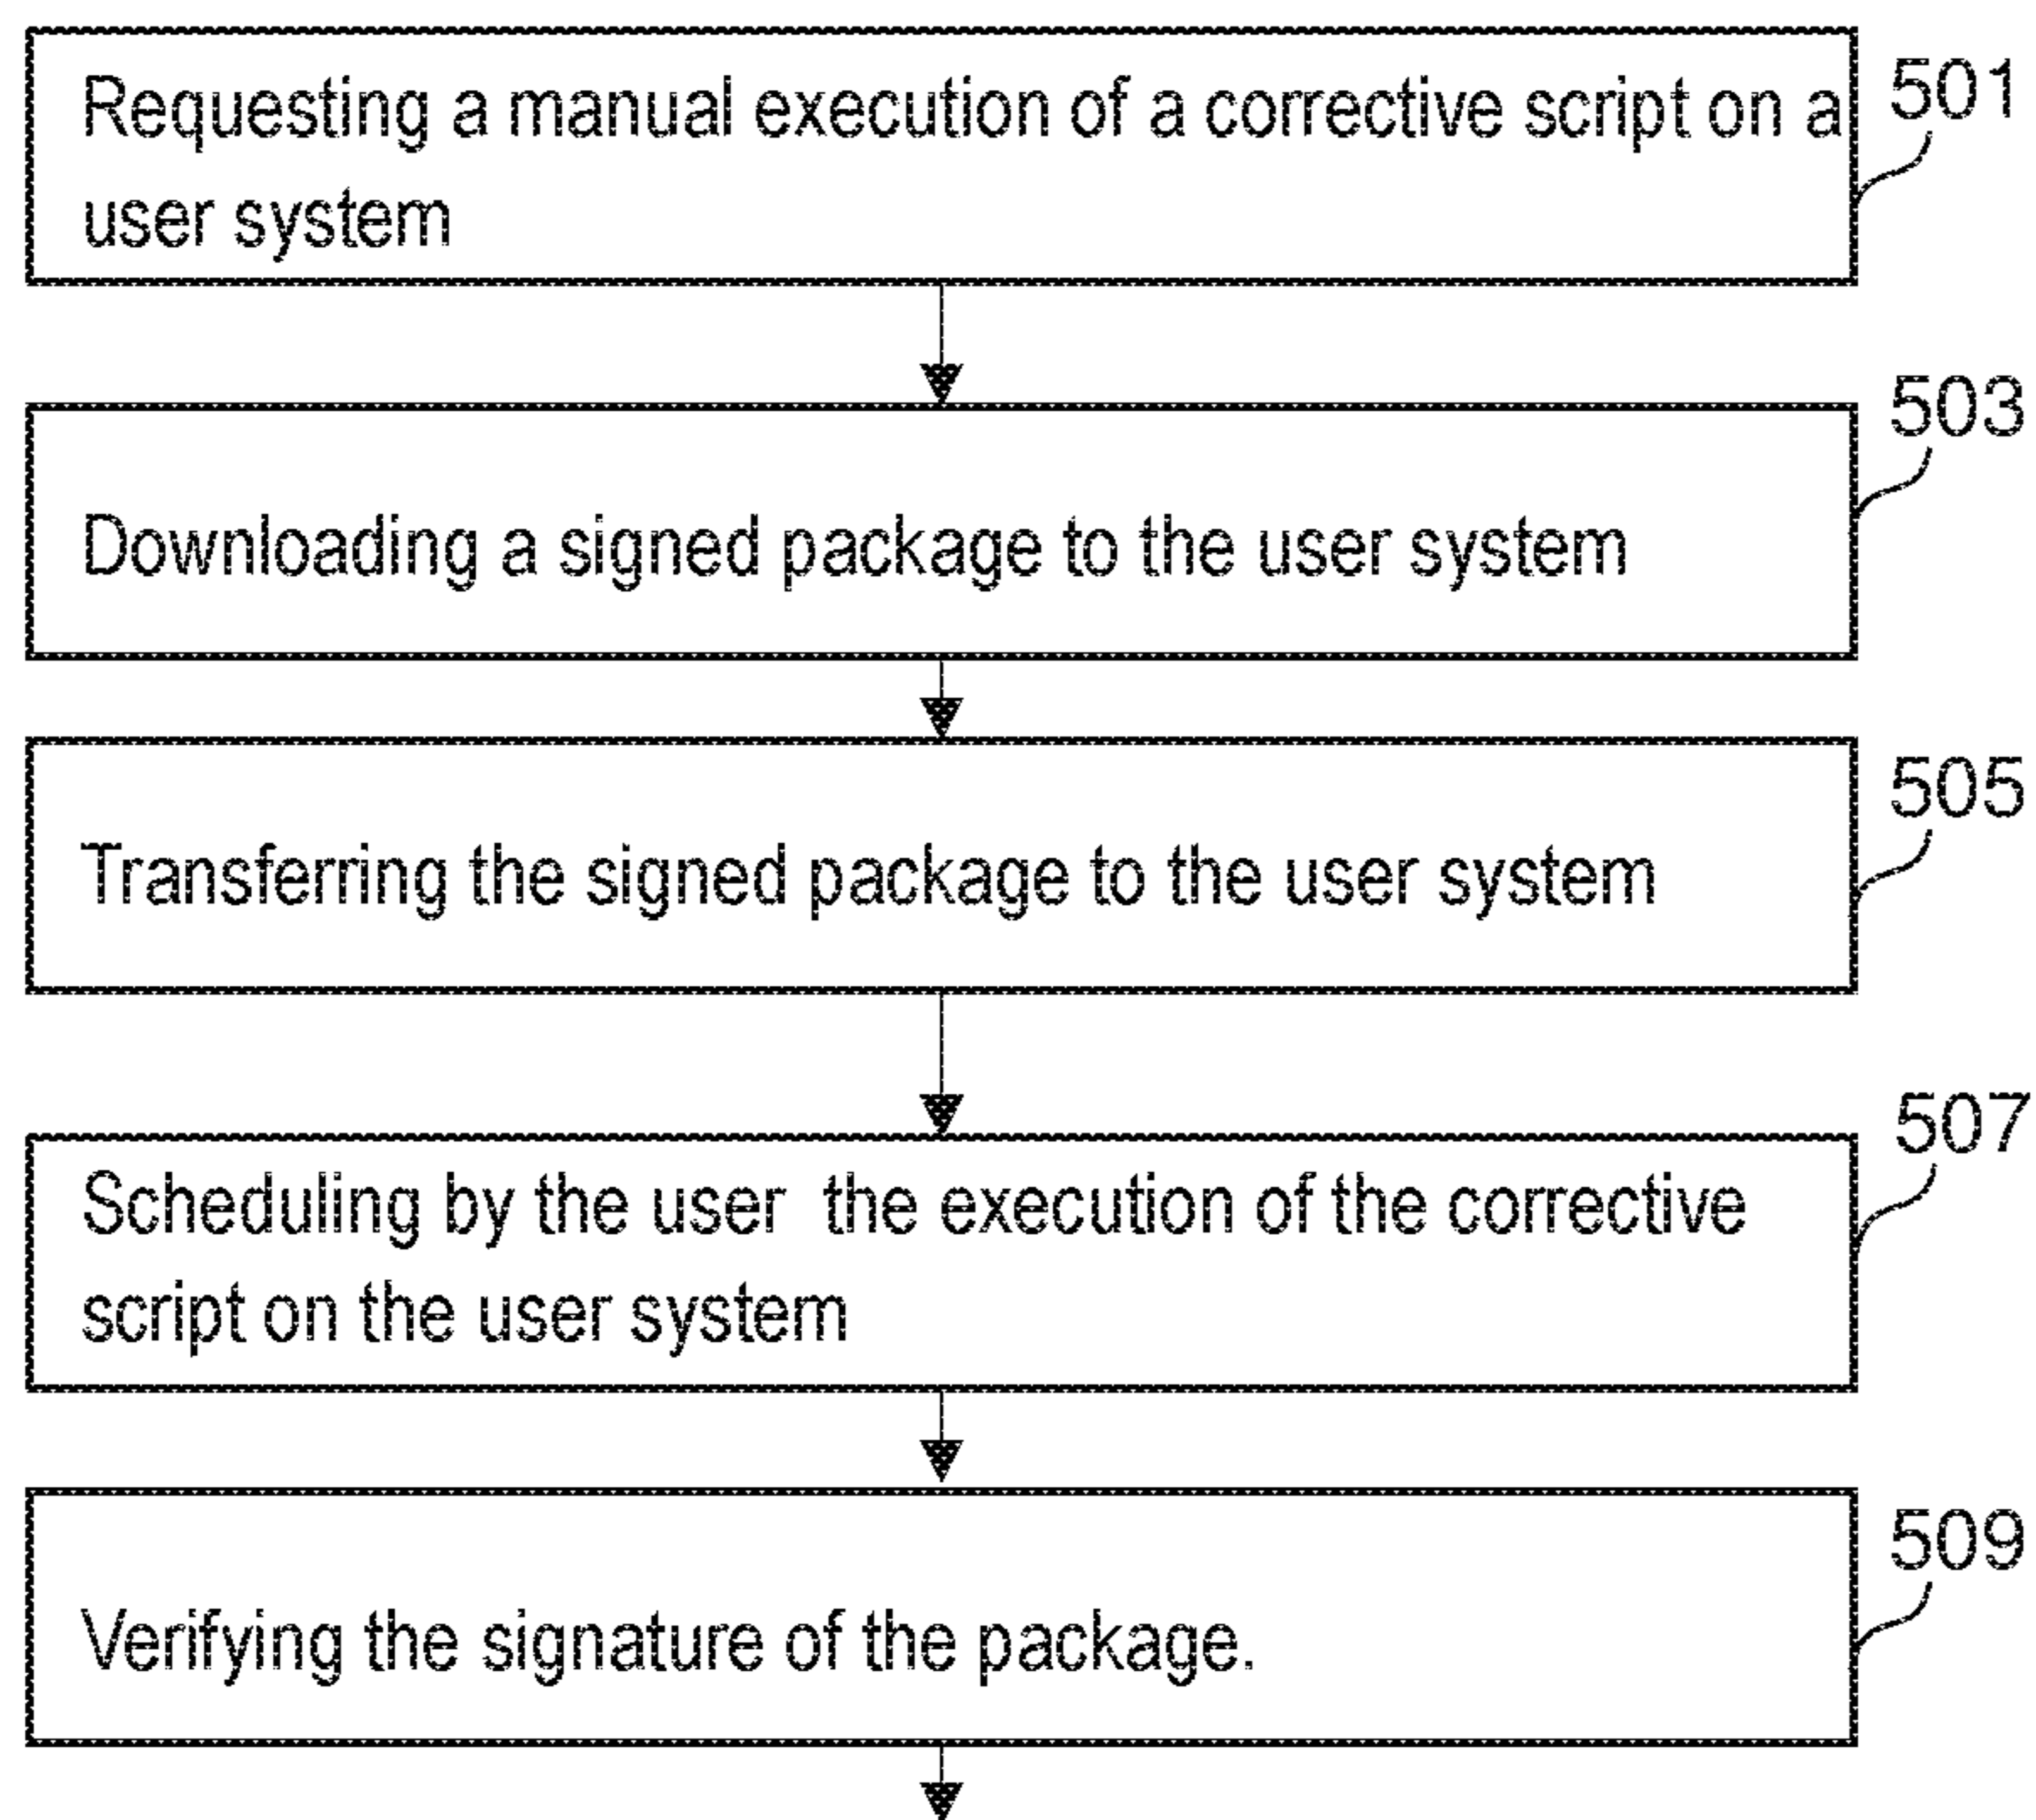 Requesting a manual execution of a corrective script on a
user system
501
Downloading a signed package to the user system
503
Transferring the signed package to the user system
505
Scheduling by the user the execution of the corrective
script on the user system
507
Verifying the signature of the package.
509